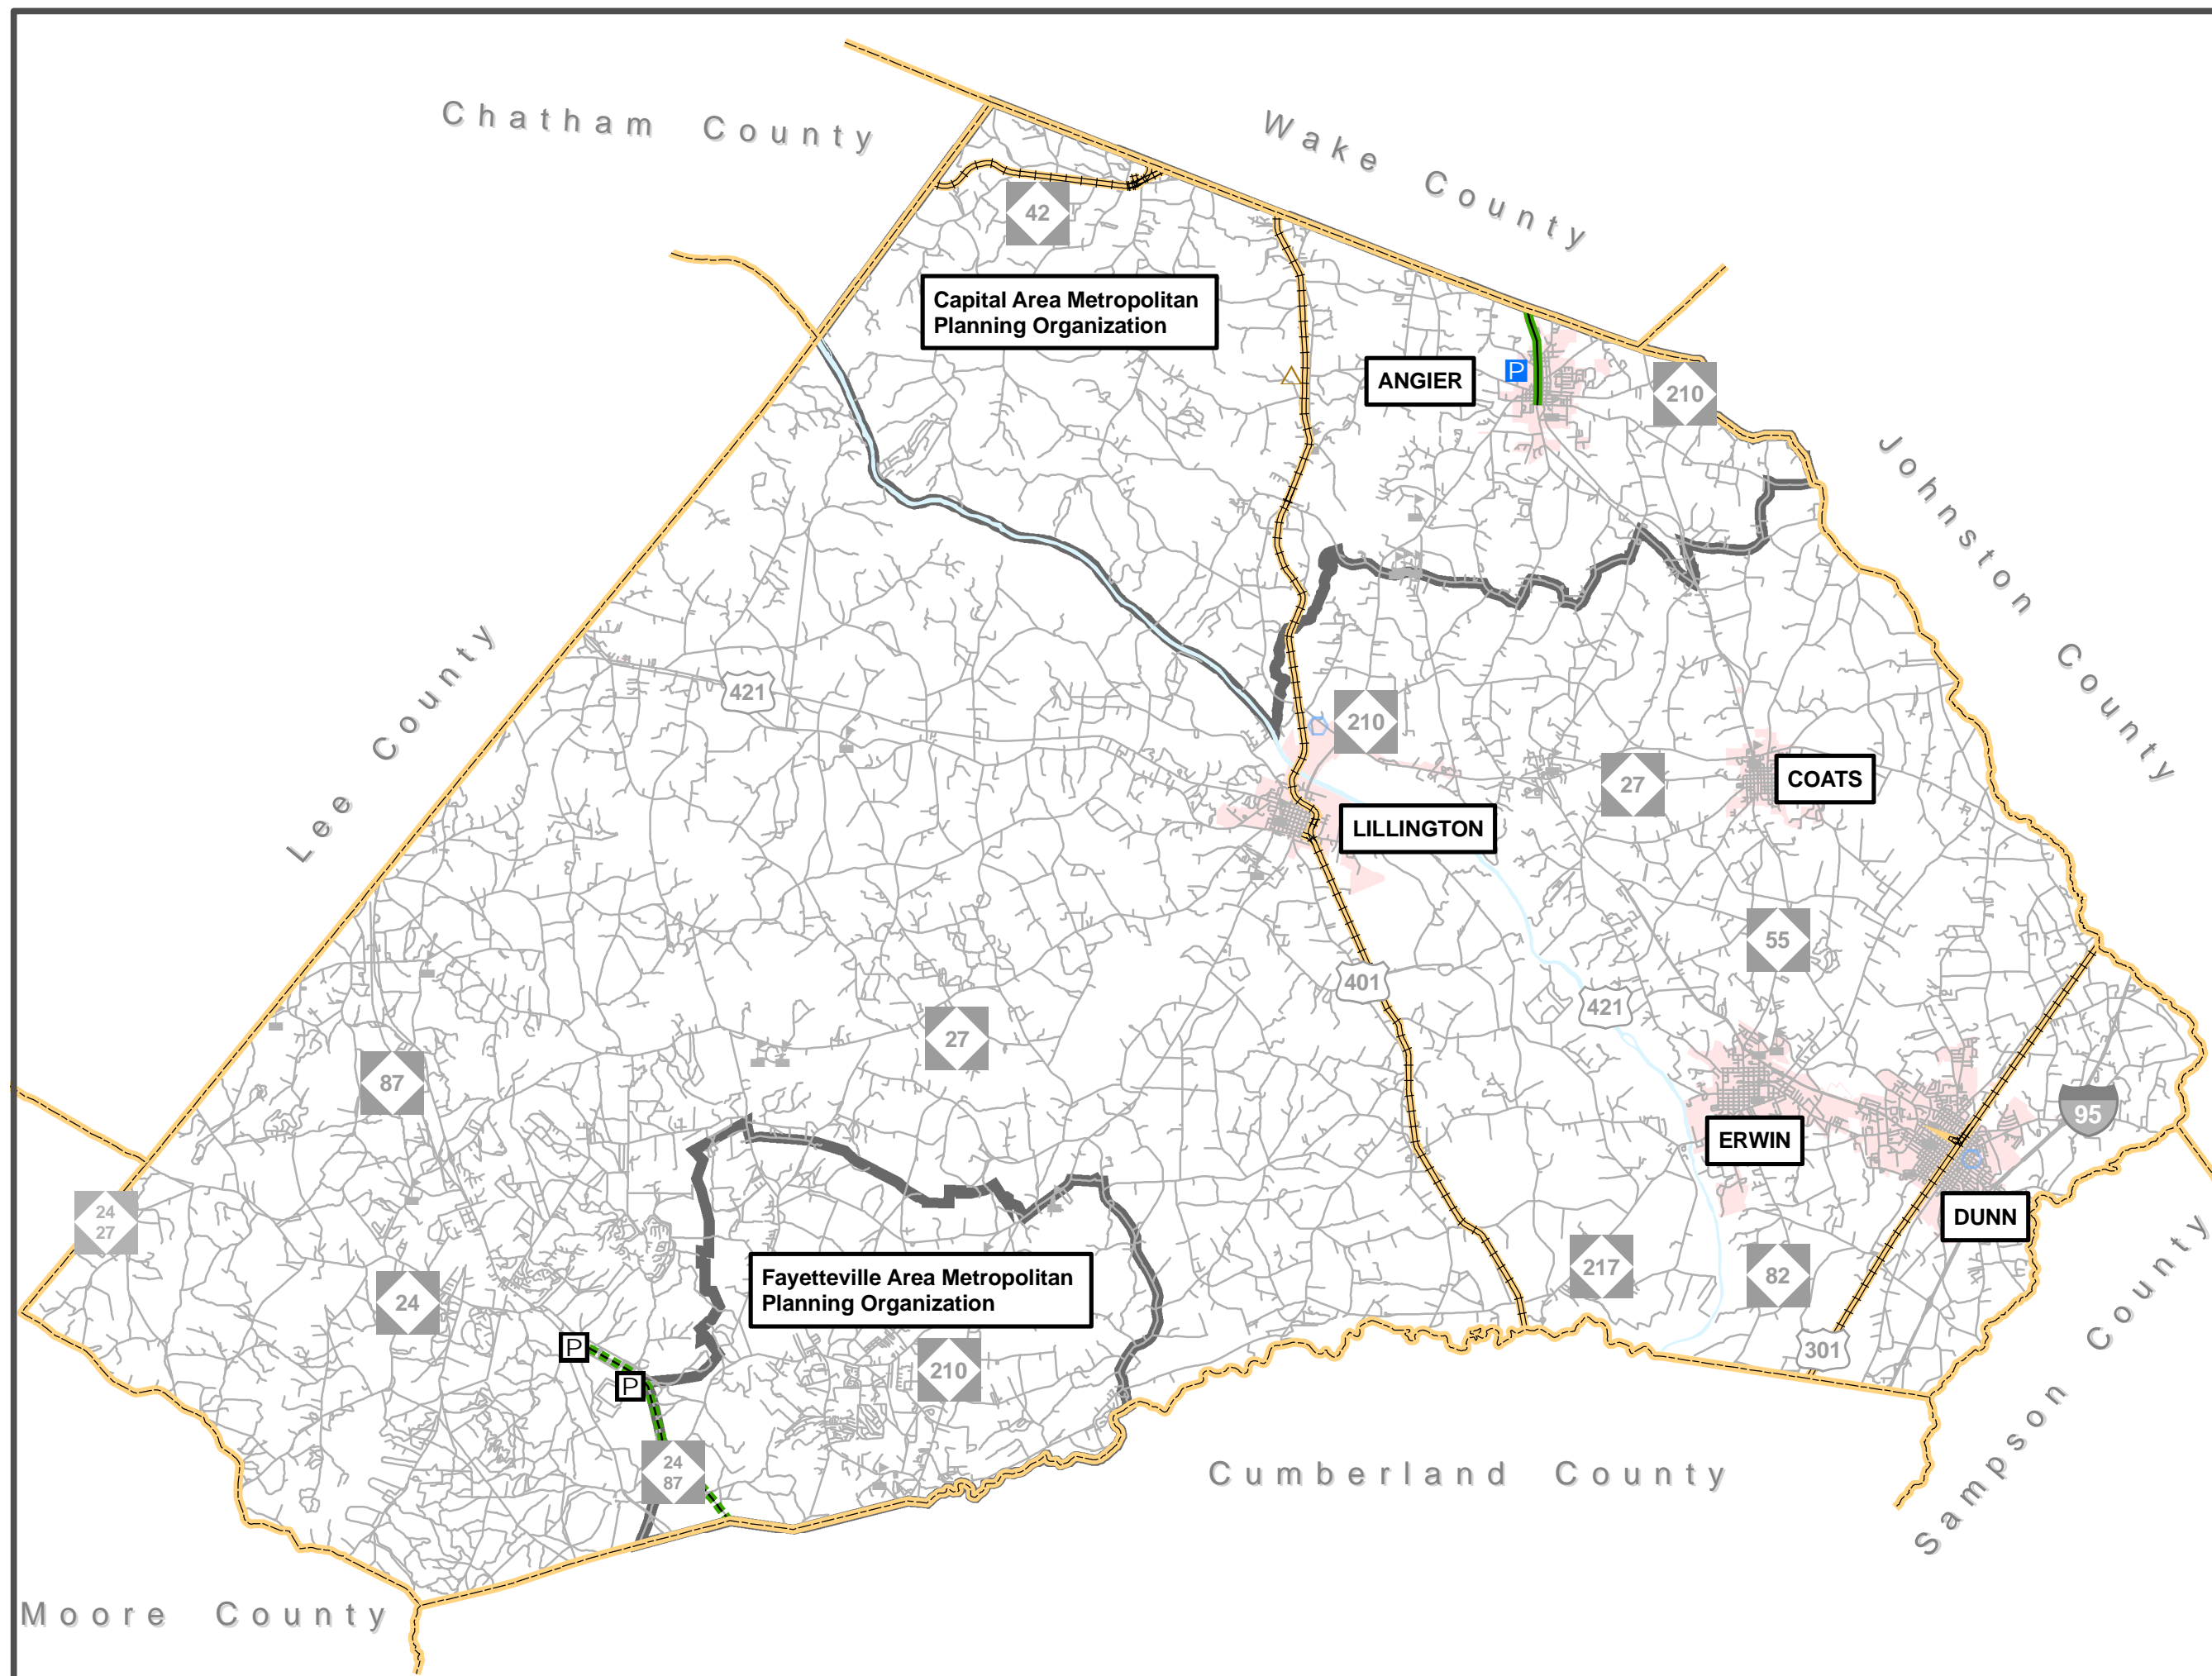 Chatham County
Wake County
42
Capital Area Metropolitan
Planning Organization
ANGIER
P
210
Johnston County
Lee County
421
210
27
COATS
LILLINGTON
55
401
421
27
87
95
ERWIN
DUNN
24
27
Fayetteville Area Metropolitan
Planning Organization
217
82
24
P
P
210
301
24
87
Cumberland County
Sampson County
Moore County